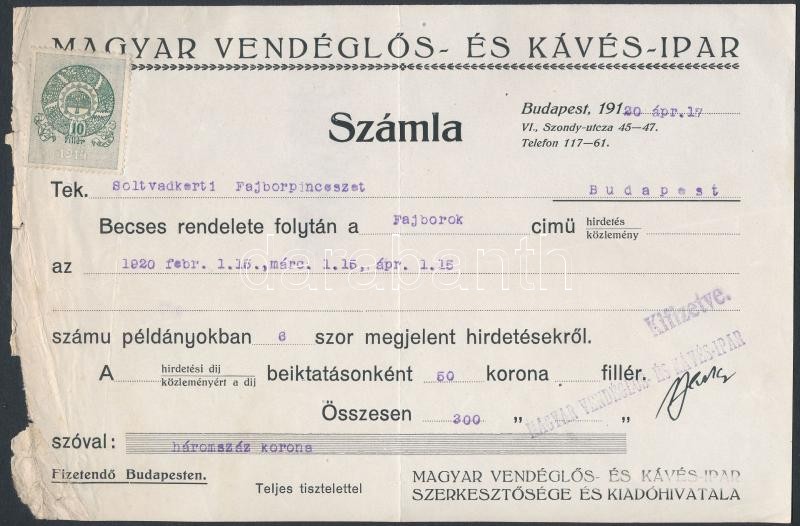 MAGYAR VENDÉGLŐS- ÉS KÁVÉS-IPAR
10
fillér
1914
Számla
Budapest, 19120 ápr.17
VI., Szondy-utcza 45—47.
Telefon 117—61.
Tek. Soltvadkerti Fajborpinceszet Budapest
Becses rendelete folytán a Fajborok cimü hirdetés
közlemény
az 1920 febr. 1.15.,márc. 1.15,. ápr. 1.15
darabanth
számu példányokban 6 szor megjelent hirdetésekről.
Kifizetve.
A hirdetési dij
közleményért a dij beiktatásonként 50 korona fillér.
MAGYAR VENDÉGLŐS- ÉS KÁVÉS-IPAR
Összesen 300 „ „
szóval: háromszáz korona
Fizetendő Budapesten.
Teljes tisztelettel
MAGYAR VENDÉGLŐS- ÉS KÁVÉS-IPAR
SZERKESZTŐSÉGE ÉS KIADÓHIVATALA